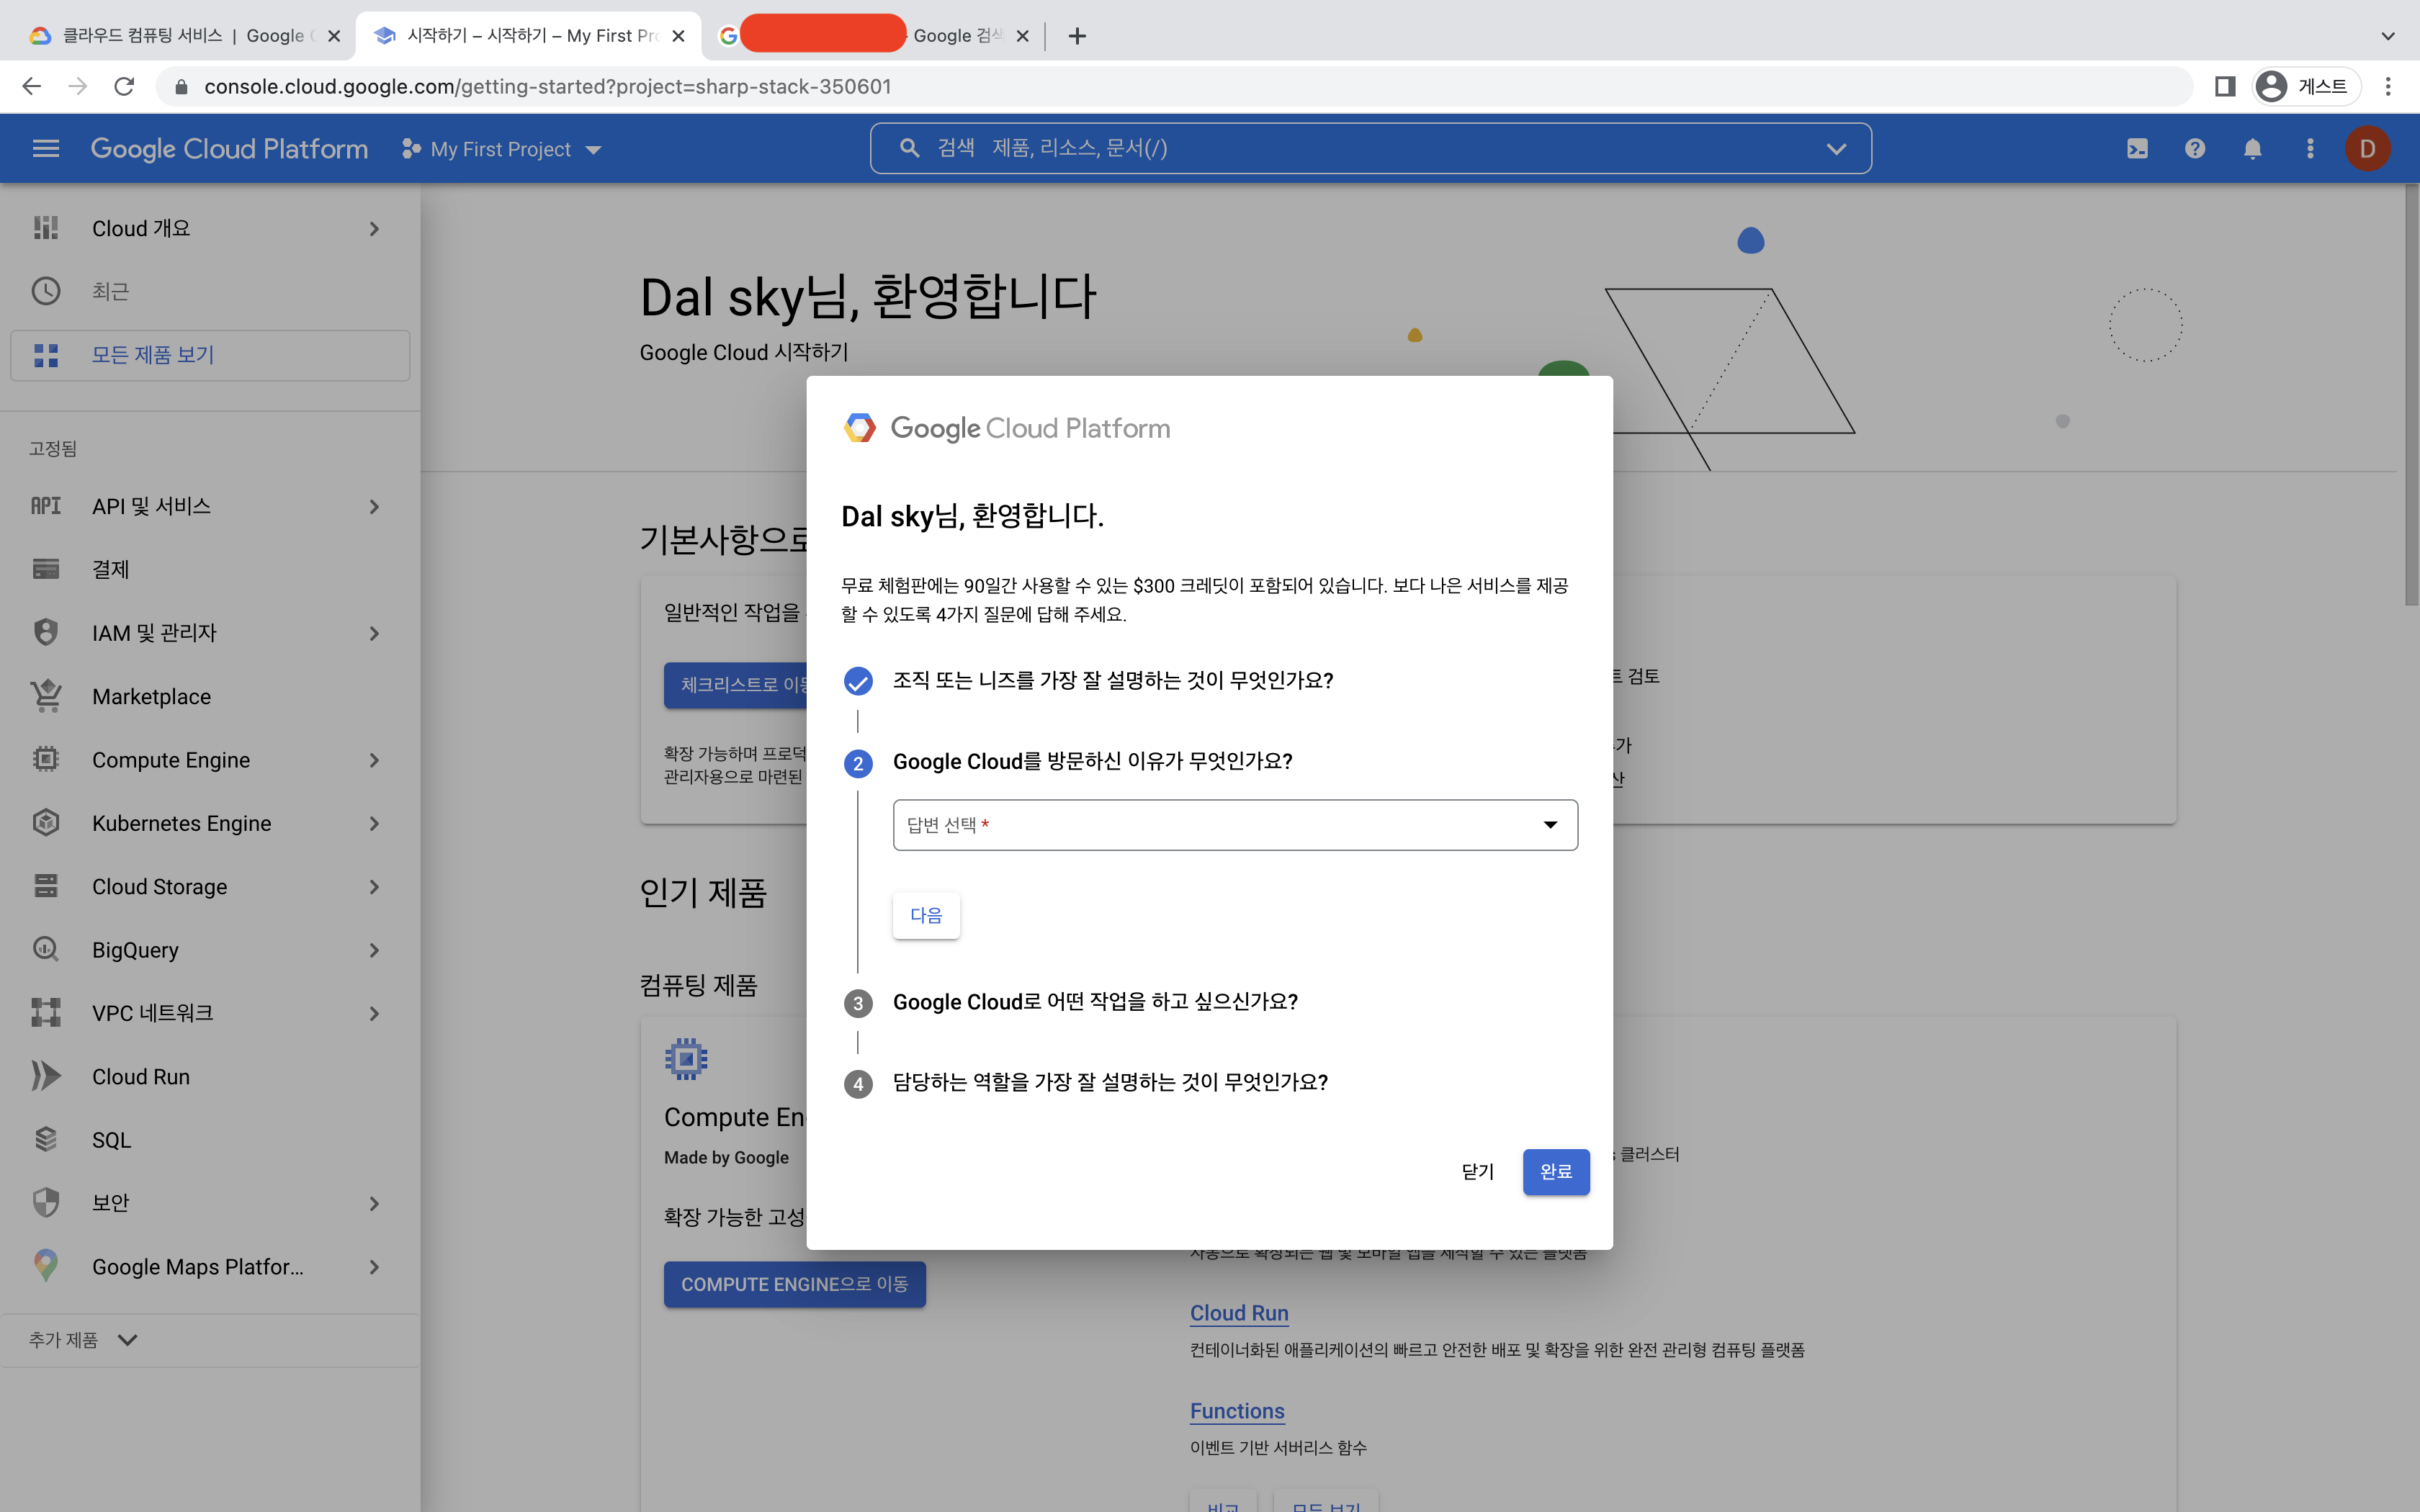 클라우드 컴퓨팅 서비스 | Google
시작하기 – 시작하기 – My First Pro
Google 검색
console.cloud.google.com/getting-started?project=sharp-stack-350601
게스트
Google Cloud Platform
My First Project
검색 제품, 리소스, 문서(/)
D
Cloud 개요
최근
모든 제품 보기
고정됨
API API 및 서비스
결제
IAM 및 관리자
Marketplace
Compute Engine
Kubernetes Engine
Cloud Storage
BigQuery
VPC 네트워크
Cloud Run
SQL
보안
Google Maps Platfor...
추가 제품
Dal sky님, 환영합니다
Google Cloud 시작하기
기본사항으로
일반적인 작업을
체크리스트로 이동
확장 가능하며 프로덕
관리자용으로 마련된
검토
인기 제품
컴퓨팅 제품
Compute En
Made by Google
확장 가능한 고성
COMPUTE ENGINE으로 이동
Google Cloud Platform
Dal sky님, 환영합니다.
무료 체험판에는 90일간 사용할 수 있는 $300 크레딧이 포함되어 있습니다. 보다 나은 서비스를 제공
할 수 있도록 4가지 질문에 답해 주세요.
조직 또는 니즈를 가장 잘 설명하는 것이 무엇인가요?
2 Google Cloud를 방문하신 이유가 무엇인가요?
답변 선택 *
다음
3 Google Cloud로 어떤 작업을 하고 싶으신가요?
4 담당하는 역할을 가장 잘 설명하는 것이 무엇인가요?
닫기
완료
클러스터
자동으로 확장되는 웹 및 모바일 앱을 제작할 수 있는 플랫폼
Cloud Run
컨테이너화된 애플리케이션의 빠르고 안전한 배포 및 확장을 위한 완전 관리형 컴퓨팅 플랫폼
Functions
이벤트 기반 서버리스 함수
비교
모두 보기